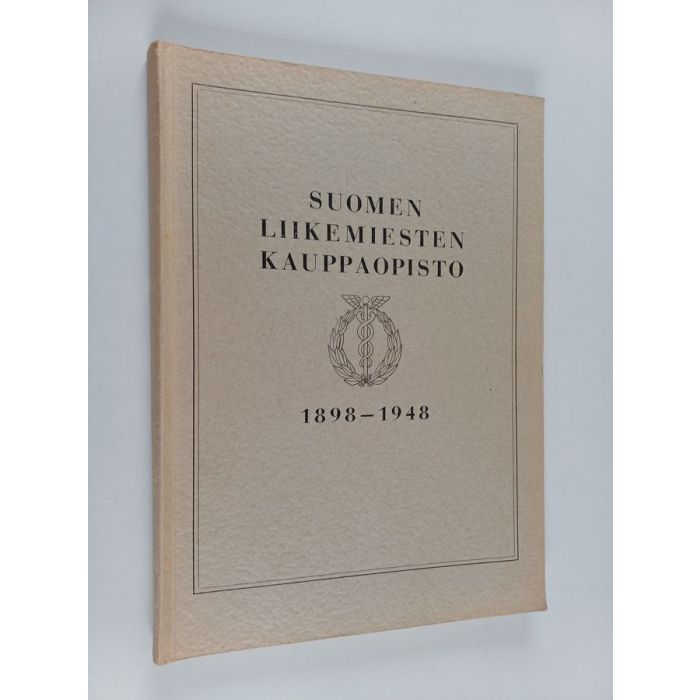 SUOMEN
LIIKEMIESTEN
KAUPPAOPISTO
1898–1948